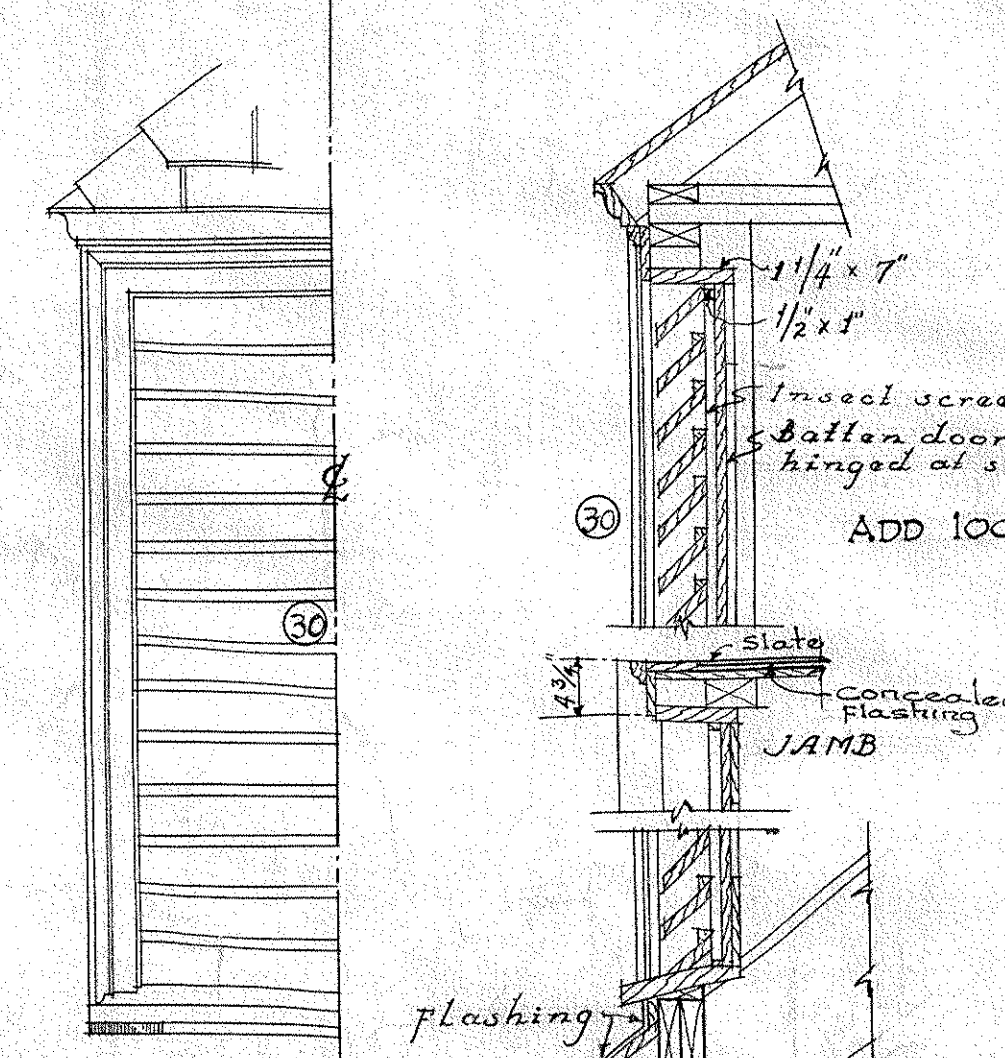 1 1/4" x 7"
1/2" x 1"
Insect scree
Batten door
hinged at s
℄
30
ADD 10
30
slate
4 3/4"
concealed
Flashing
JAMB
Flashing